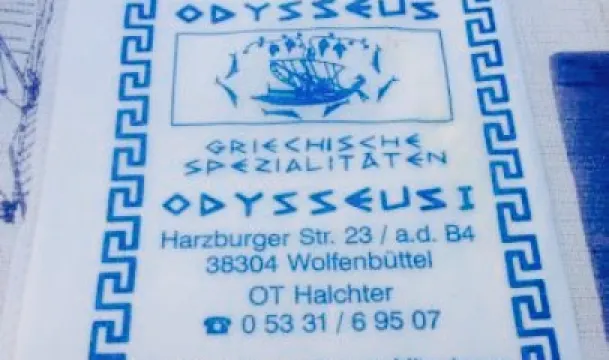 ODYSSEUS
GRIECHISCHE
SPEZIALITÄTEN
ODYSSEUS I
Harzburger Str. 23 / a.d. B4
38304 Wolfenbüttel
OT Halchter
☎ 0 53 31 / 6 95 07